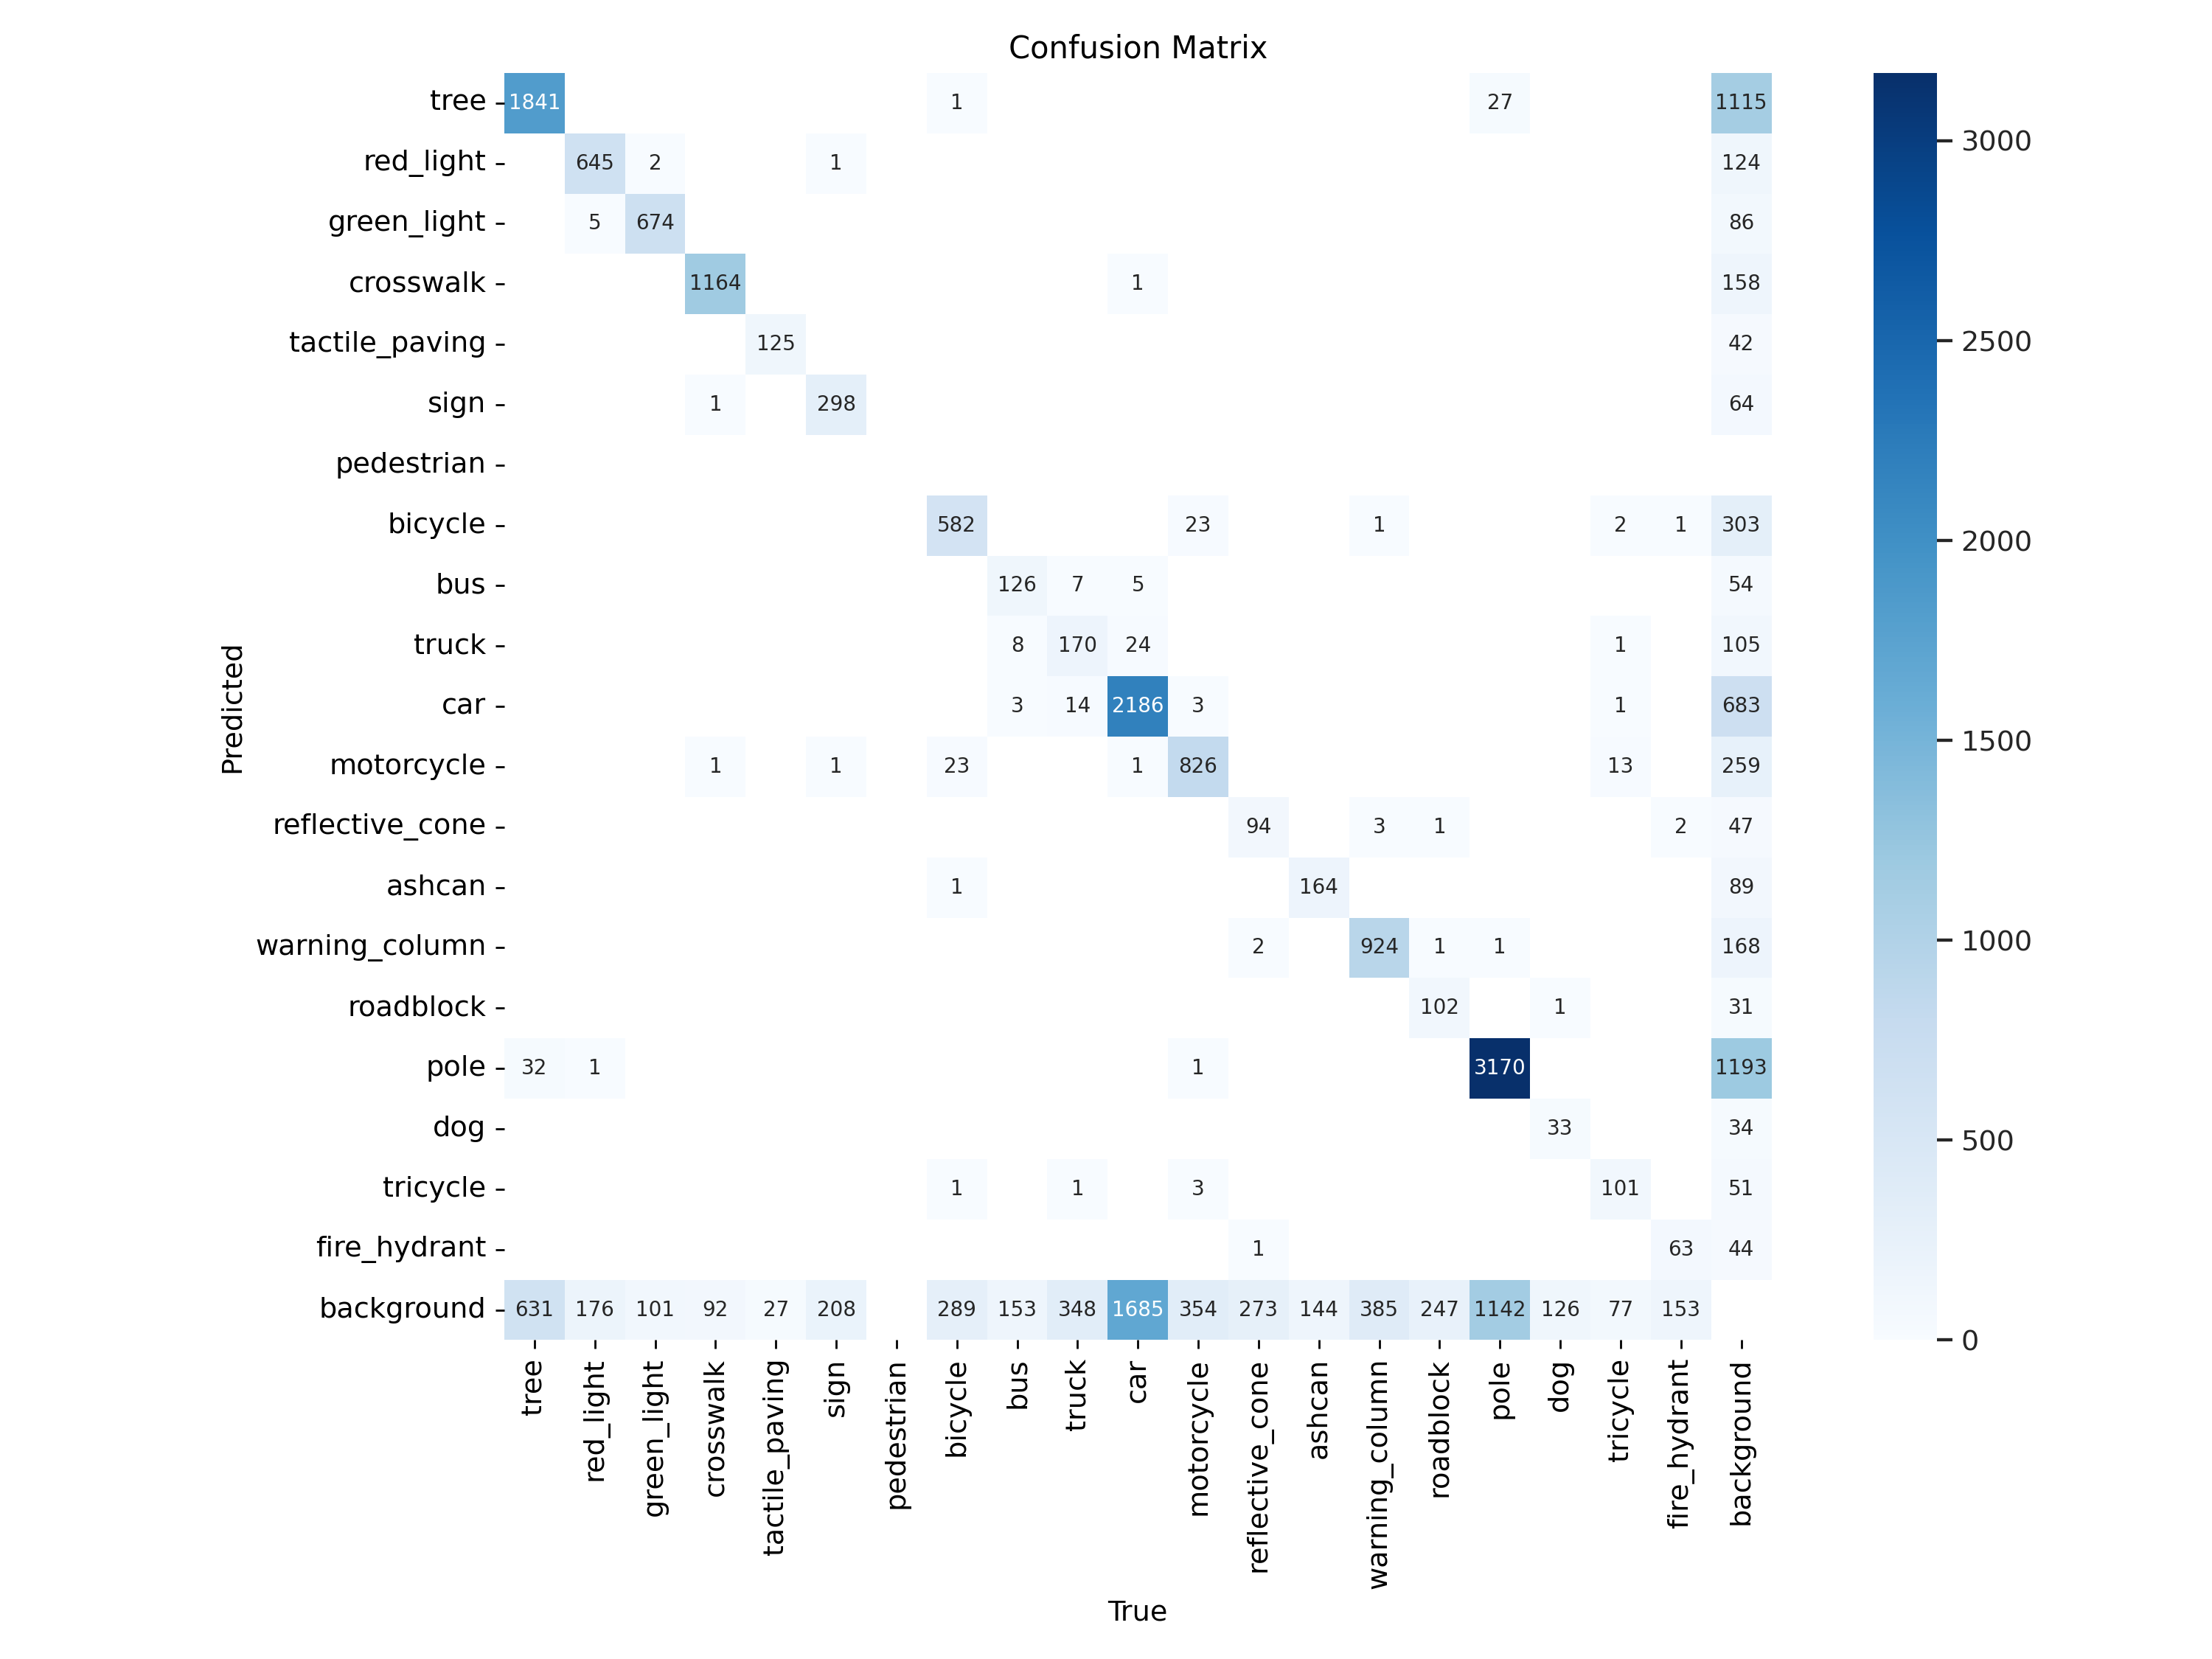 Confusion Matrix
tree 1841 1 27 1115
red_light 645 2 1 124
green_light 5 674 86
crosswalk 1164 1 158
tactile_paving 125 42
sign 1 298 64
pedestrian
bicycle 582 23 1 2 1 303
bus 126 7 5 54
truck 8 170 24 1 105
car 3 14 2186 3 1 683
motorcycle 1 1 23 1 826 13 259
reflective_cone 94 3 1 2 47
ashcan 1 164 89
warning_column 2 924 1 1 168
roadblock 102 1 31
pole 32 1 1 3170 1193
dog 33 34
tricycle 1 1 3 101 51
fire_hydrant 1 63 44
background 631 176 101 92 27 208 289 153 348 1685 354 273 144 385 247 1142 126 77 153
Predicted
tree
red_light
green_light
crosswalk
tactile_paving
sign
pedestrian
bicycle
bus
truck
car
motorcycle
reflective_cone
ashcan
warning_column
roadblock
pole
dog
tricycle
fire_hydrant
background
True
3000
2500
2000
1500
1000
500
0